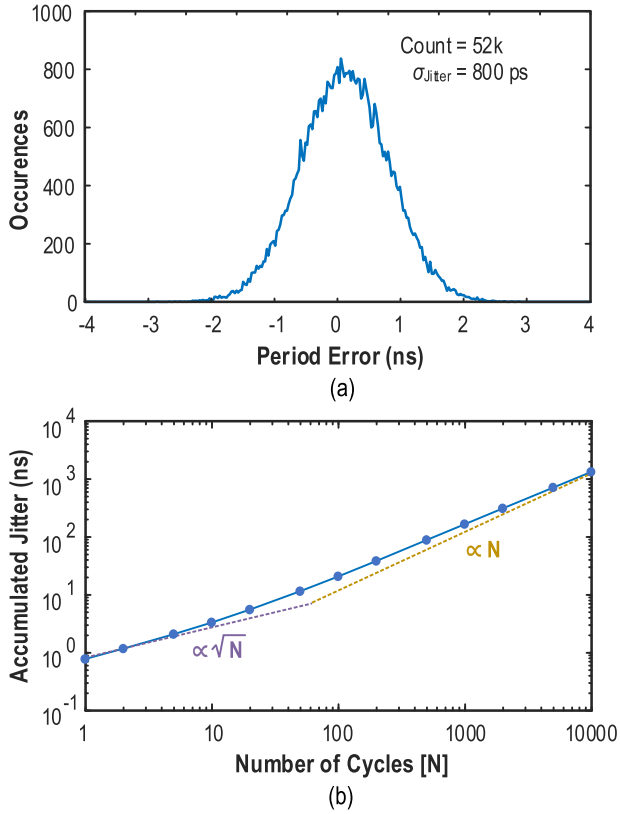 1000
800
600
400
200
0
Occurences
Count = 52k
σJitter = 800 ps
-4 -3 -2 -1 0 1 2 3 4
Period Error (ns)
(a)
10^4
10^3
10^2
10^1
10^0
10^-1
Accumulated Jitter (ns)
∝ N
∝√N
1 10 100 1000 10000
Number of Cycles [N]
(b)